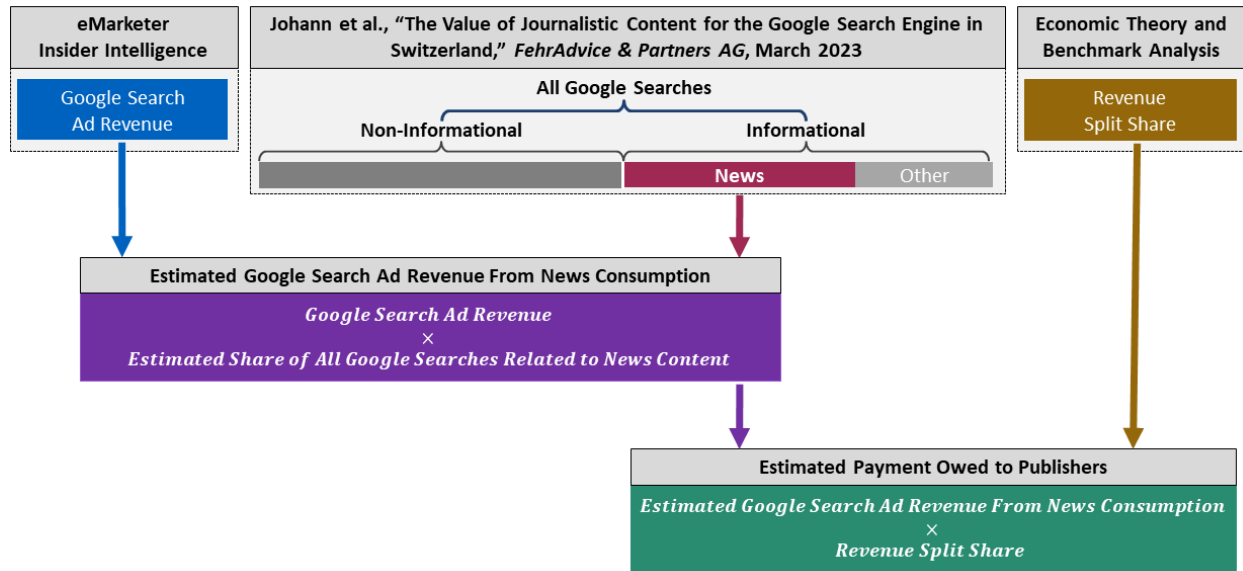 eMarketer
Insider Intelligence
Google Search
Ad Revenue
Johann et al., “The Value of Journalistic Content for the Google Search Engine in
Switzerland,” FehrAdvice & Partners AG, March 2023
All Google Searches
Non-Informational
Informational
News
Other
Economic Theory and
Benchmark Analysis
Revenue
Split Share
Estimated Google Search Ad Revenue From News Consumption
Google Search Ad Revenue
×
Estimated Share of All Google Searches Related to News Content
Estimated Payment Owed to Publishers
Estimated Google Search Ad Revenue From News Consumption
×
Revenue Split Share